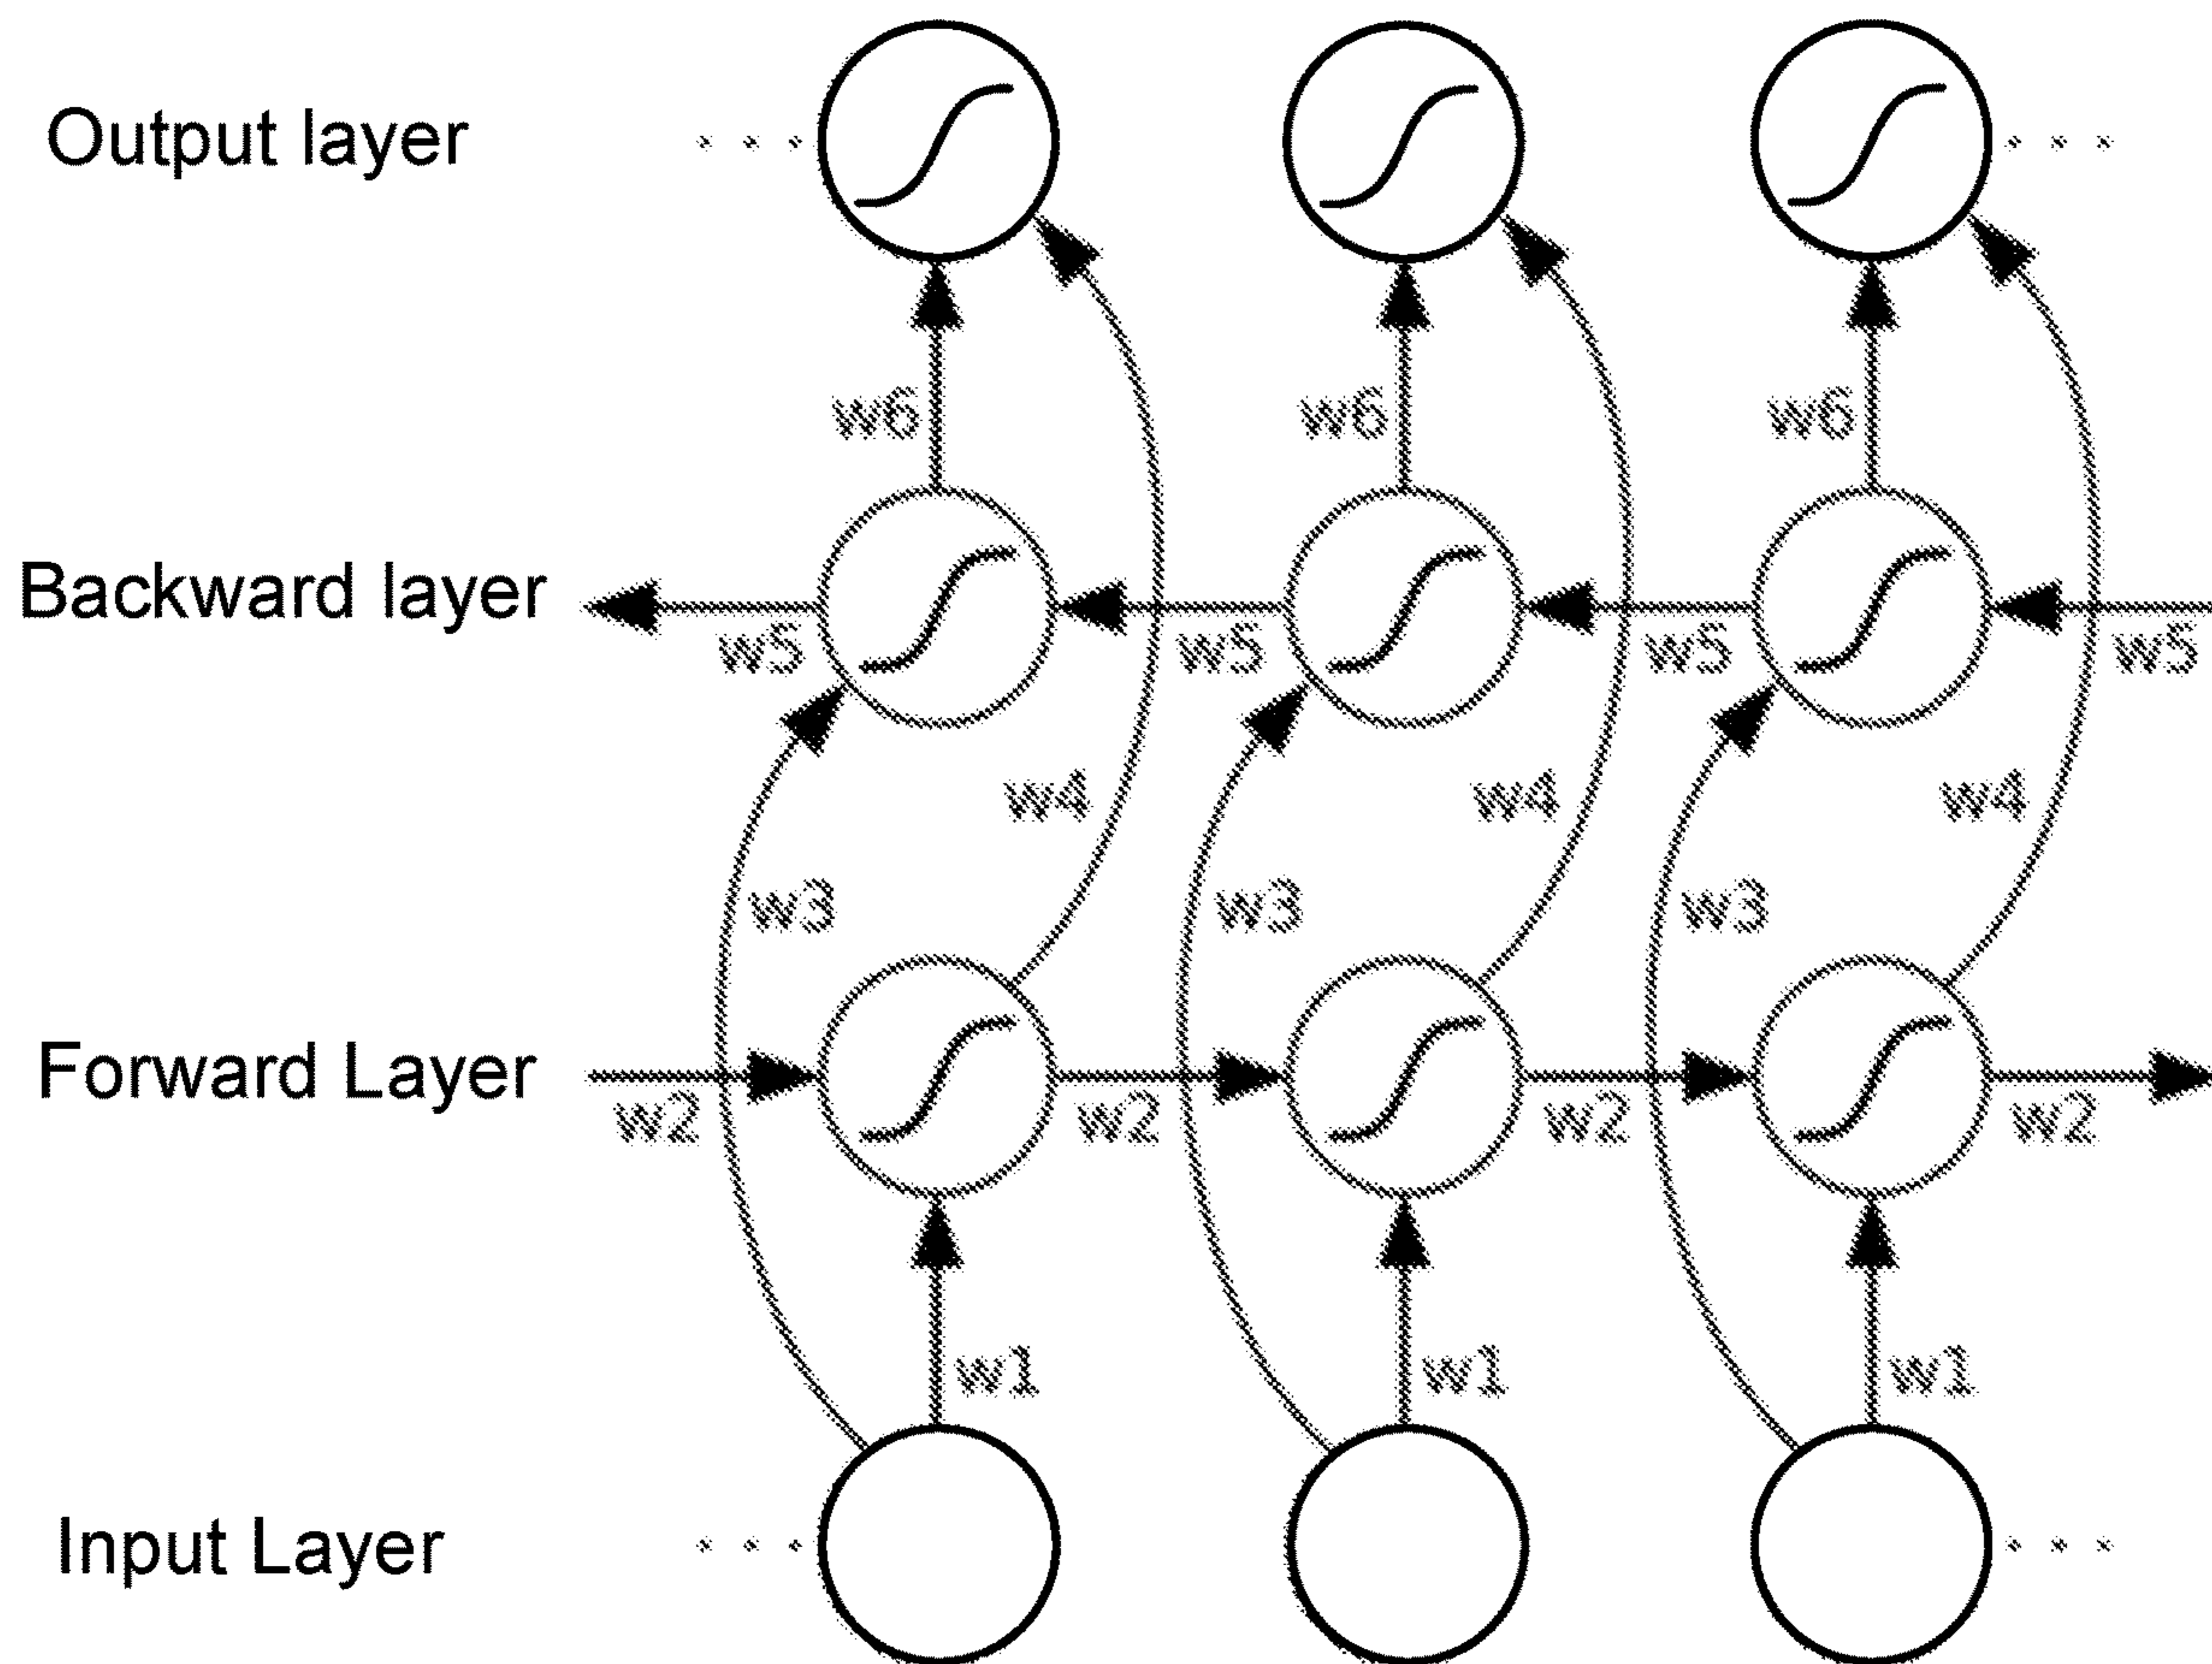 Output layer
w6 w6 w6
Backward layer
w5 w5 w5 w5
w4 w4 w4
w3 w3 w3
Forward Layer
w2 w2 w2 w2
w1 w1 w1
Input Layer